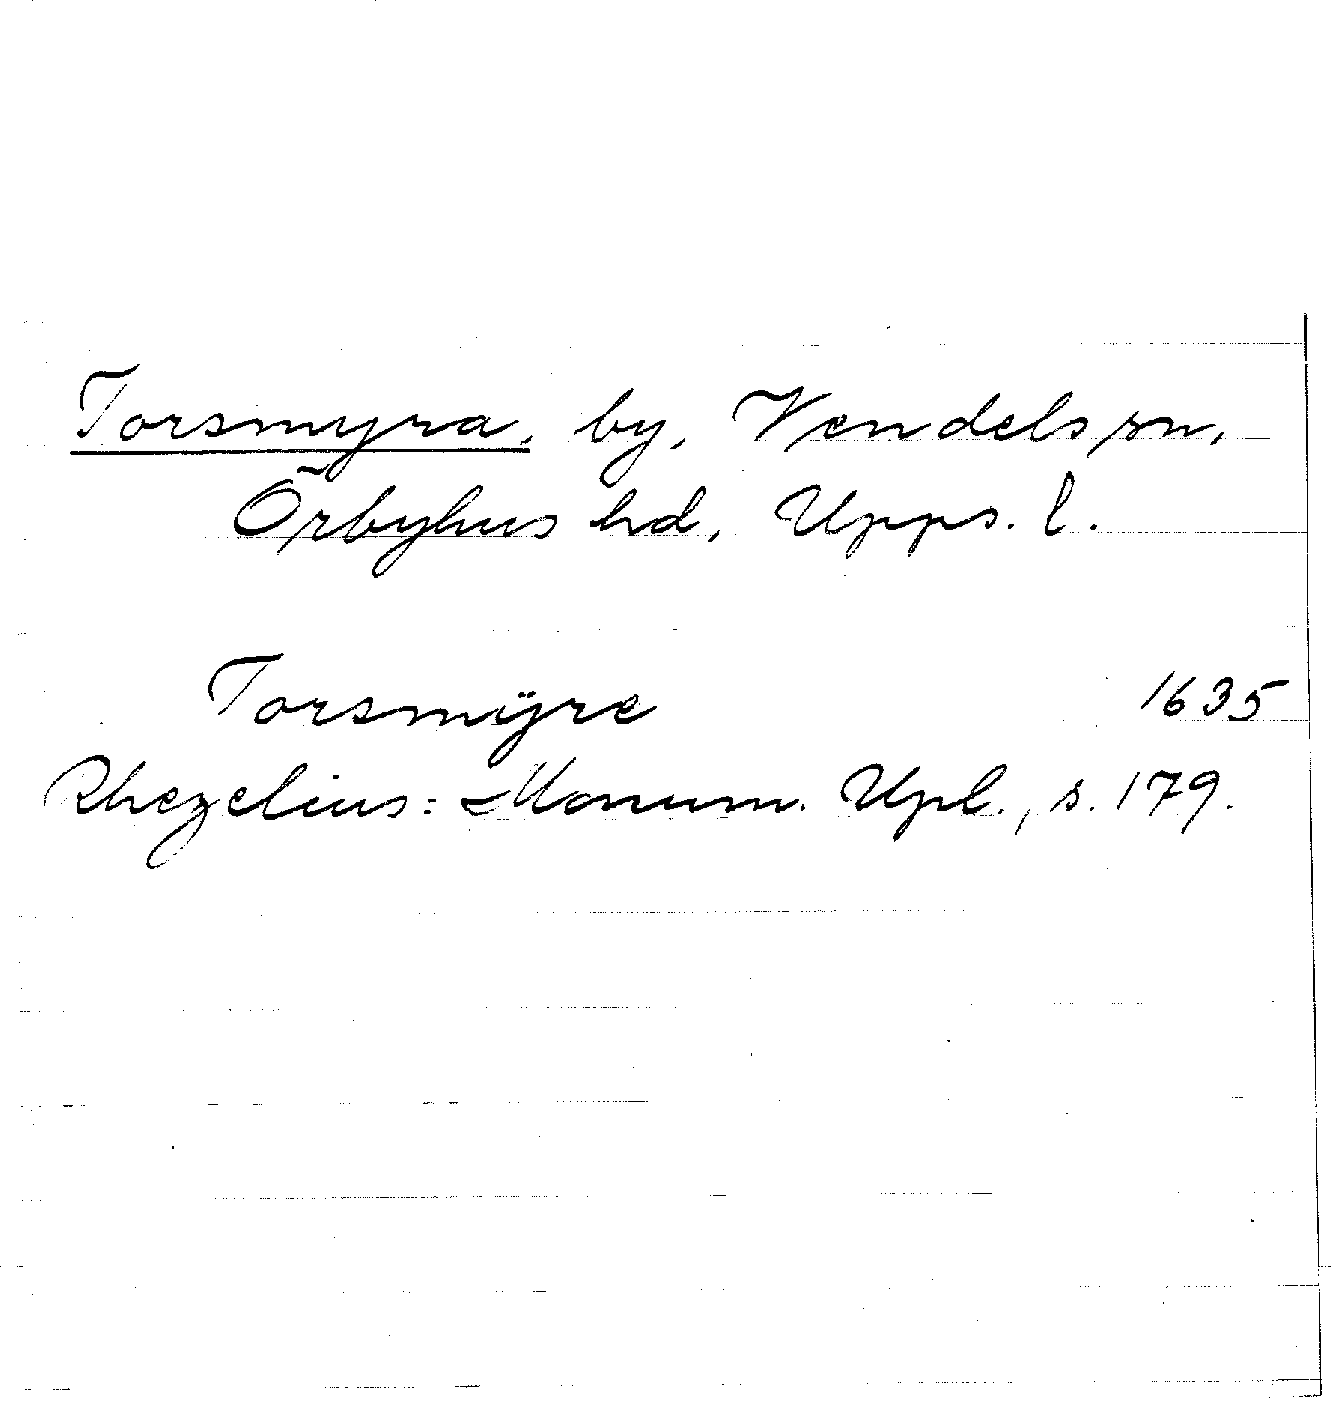 Torsmyra, by, Vendels sn,
Örbyhus hd, Upps. l.
Torsmÿre 1635
Rhezelius: Monum. Upl., s. 179.